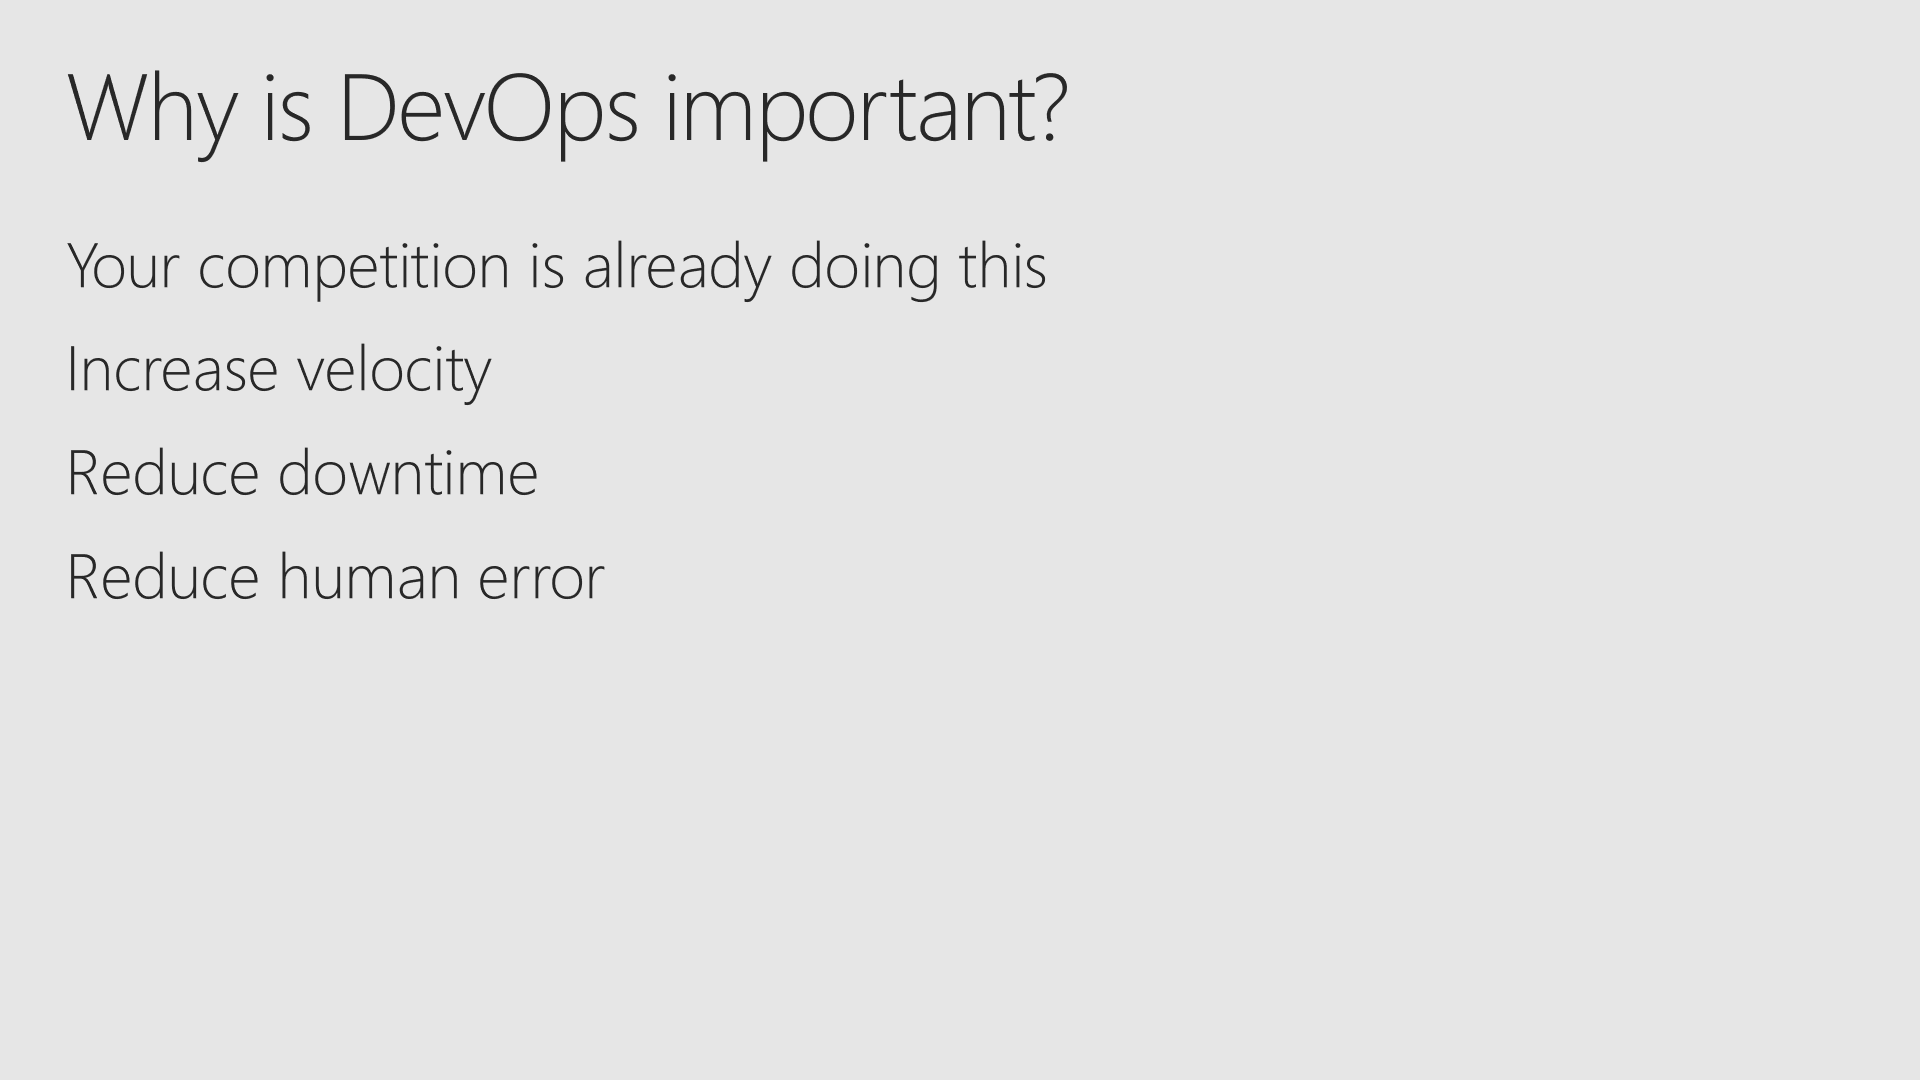 Why is DevOps important?
Your competition is already doing this
Increase velocity
Reduce downtime
Reduce human error